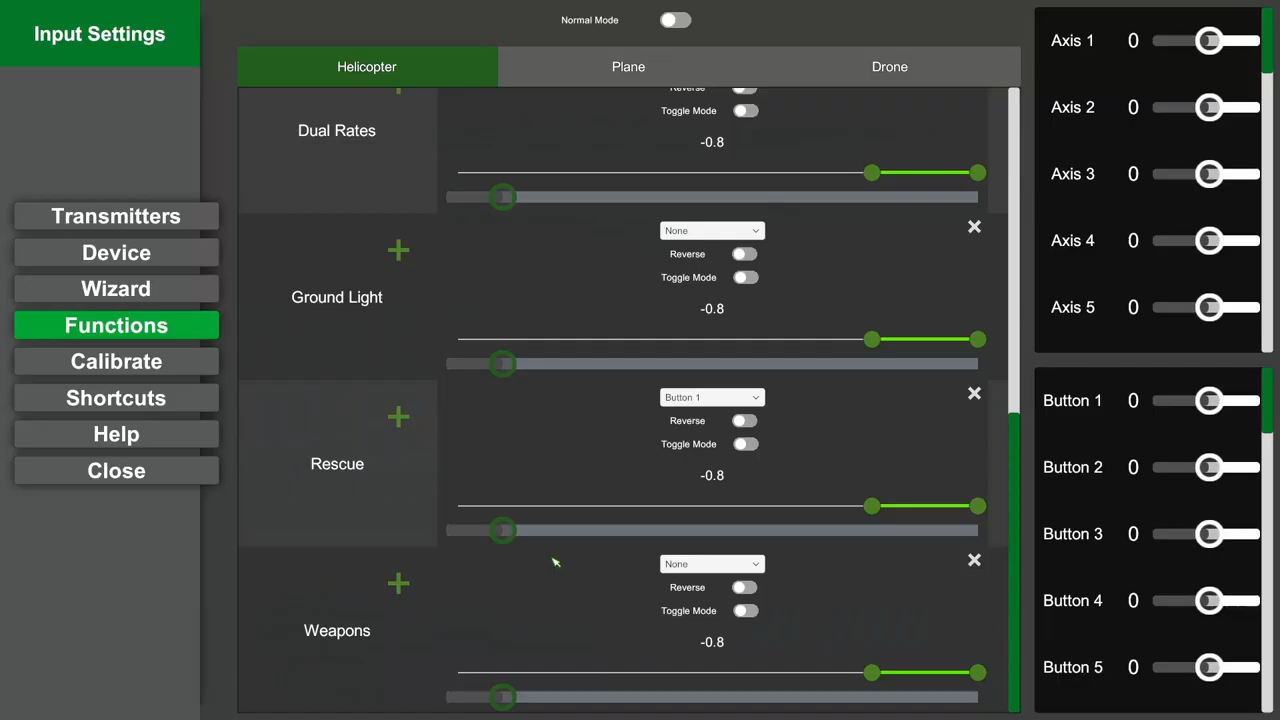 Input Settings
Normal Mode
Helicopter
Plane
Drone
Transmitters
Device
Wizard
Functions
Calibrate
Shortcuts
Help
Close
Reverse
Dual Rates
Toggle Mode
-0.8
None
Reverse
Ground Light
Toggle Mode
-0.8
Button 1
Reverse
Rescue
Toggle Mode
-0.8
None
Reverse
Weapons
Toggle Mode
-0.8
Axis 1 0
Axis 2 0
Axis 3 0
Axis 4 0
Axis 5 0
Button 1 0
Button 2 0
Button 3 0
Button 4 0
Button 5 0